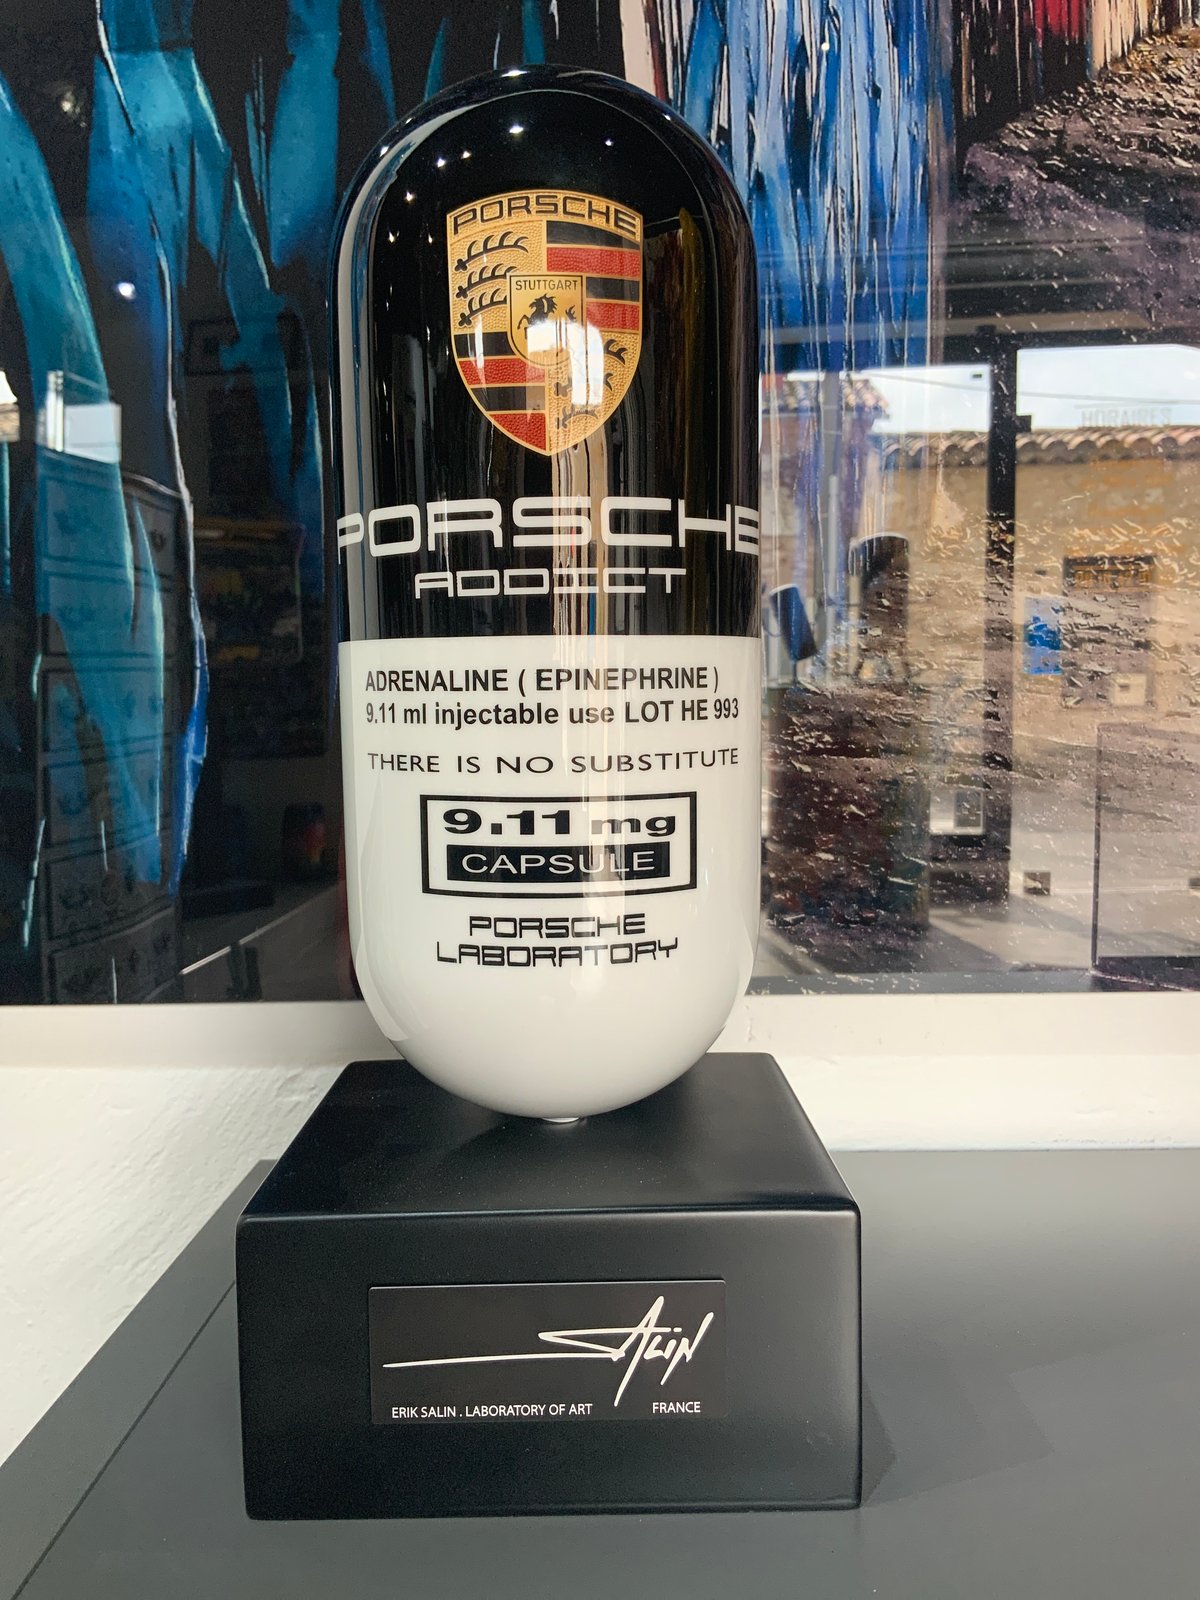 PORSCHE
STUTTGART
PORSCHE
ADDICT
ADRENALINE ( EPINEPHRINE )
9.11 ml injectable use LOT HE 993
THERE IS NO SUBSTITUTE
9.11 mg
CAPSULE
PORSCHE
LABORATORY
SALIN
ERIK SALIN . LABORATORY OF ART FRANCE
HORAIRES